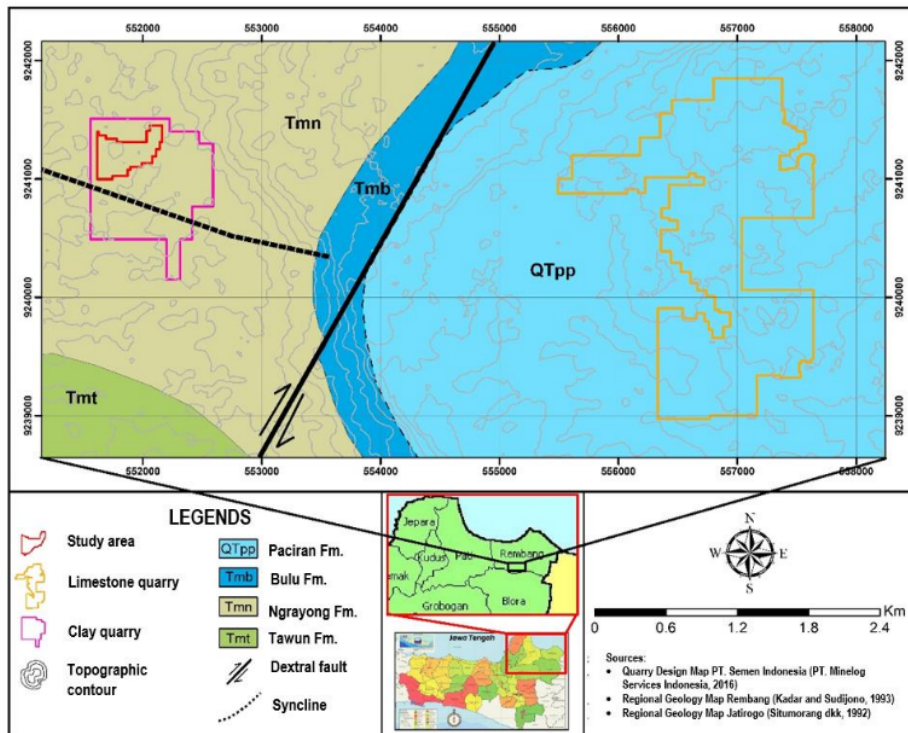 552000 553000 554000 555000 556000 557000 558000
9242000 9242000
9241000 9241000
9240000 9240000
9239000 9239000
Tmn
Tmb
QTpp
Tmt
552000 553000 554000 555000 556000 557000 558000
LEGENDS
Study area
Limestone quarry
Clay quarry
Topographic
contour
QTpp Paciran Fm.
Tmb Bulu Fm.
Tmn Ngrayong Fm.
Tmt Tawun Fm.
Dextral fault
Syncline
Jepara
Kudus
Pati
Rembang
emak
Grobogan
Blora
Jawa Tengah
N
W E
S
Km
0 0.6 1.2 1.8 2.4
Sources:
• Quarry Design Map PT. Semen Indonesia (PT. Minelog
Services Indonesia, 2016)
• Regional Geology Map Rembang (Kadar and Sudijono, 1993)
• Regional Geology Map Jatirogo (Situmorang dkk, 1992)